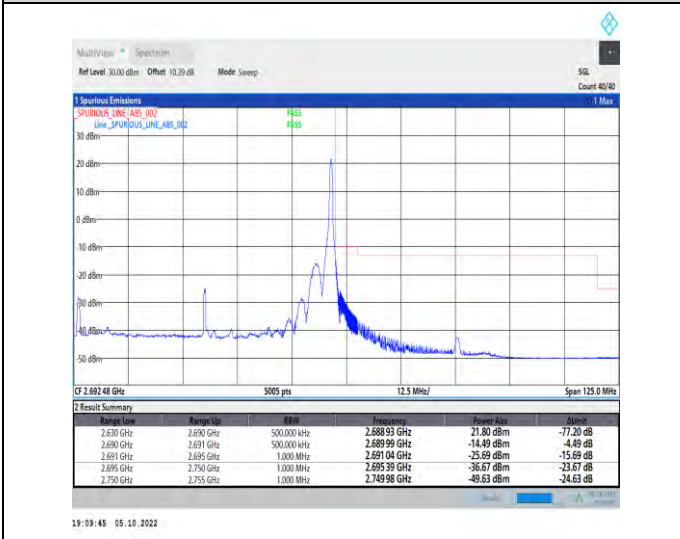 MultiView Spectrum
Ref Level 30.00 dBm Offset 10.39 dB Mode Sweep SGL
Count 40/40
1 Spurious Emissions 1 Max
_SPURIOUS_LINE_ABS_002 PASS
Line _SPURIOUS_LINE_ABS_002 PASS
30 dBm
20 dBm
10 dBm
0 dBm
-10 dBm
-20 dBm
-30 dBm
-40 dBm
-50 dBm
CF 2.692 48 GHz 5005 pts 12.5 MHz/ Span 125.0 MHz
2 Result Summary
Range Low Range Up RBW Frequency Power Abs ΔLimit
2.630 GHz 2.690 GHz 500.000 kHz 2.688 93 GHz 21.80 dBm -77.20 dB
2.690 GHz 2.691 GHz 500.000 kHz 2.689 99 GHz -14.49 dBm -4.49 dB
2.691 GHz 2.695 GHz 1.000 MHz 2.691 04 GHz -25.69 dBm -15.69 dB
2.695 GHz 2.750 GHz 1.000 MHz 2.695 39 GHz -36.67 dBm -23.67 dB
2.750 GHz 2.755 GHz 1.000 MHz 2.749 98 GHz -49.63 dBm -24.63 dB
19:09:45 05.10.2022